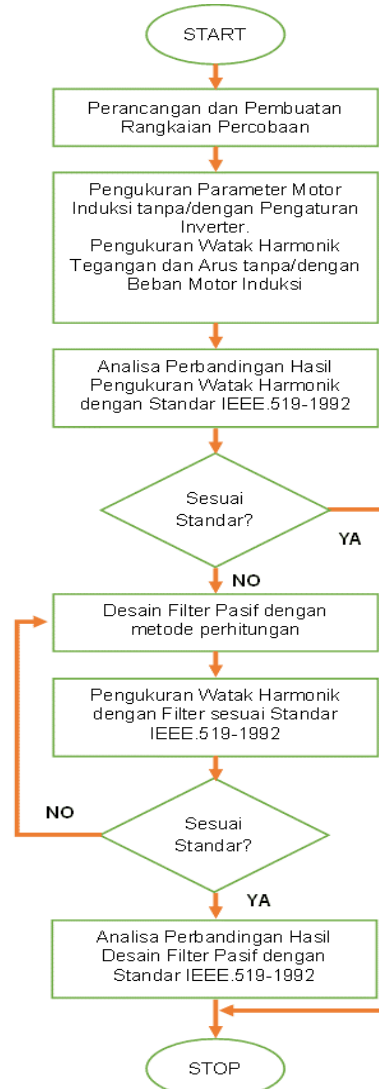 START
Perancangan dan Pembuatan
Rangkaian Percobaan
Pengukuran Parameter Motor
Induksi tanpa/dengan Pengaturan
Inverter.
Pengukuran Watak Harmonik
Tegangan dan Arus tanpa/dengan
Beban Motor Induksi
Analisa Perbandingan Hasil
Pengukuran Watak Harmonik
dengan Standar IEEE.519-1992
Sesuai
Standar?
YA
NO
Desain Filter Pasif dengan
metode perhitungan
Pengukuran Watak Harmonik
dengan Filter sesuai Standar
IEEE.519-1992
NO
Sesuai
Standar?
YA
Analisa Perbandingan Hasil
Desain Filter Pasif dengan
Standar IEEE.519-1992
STOP